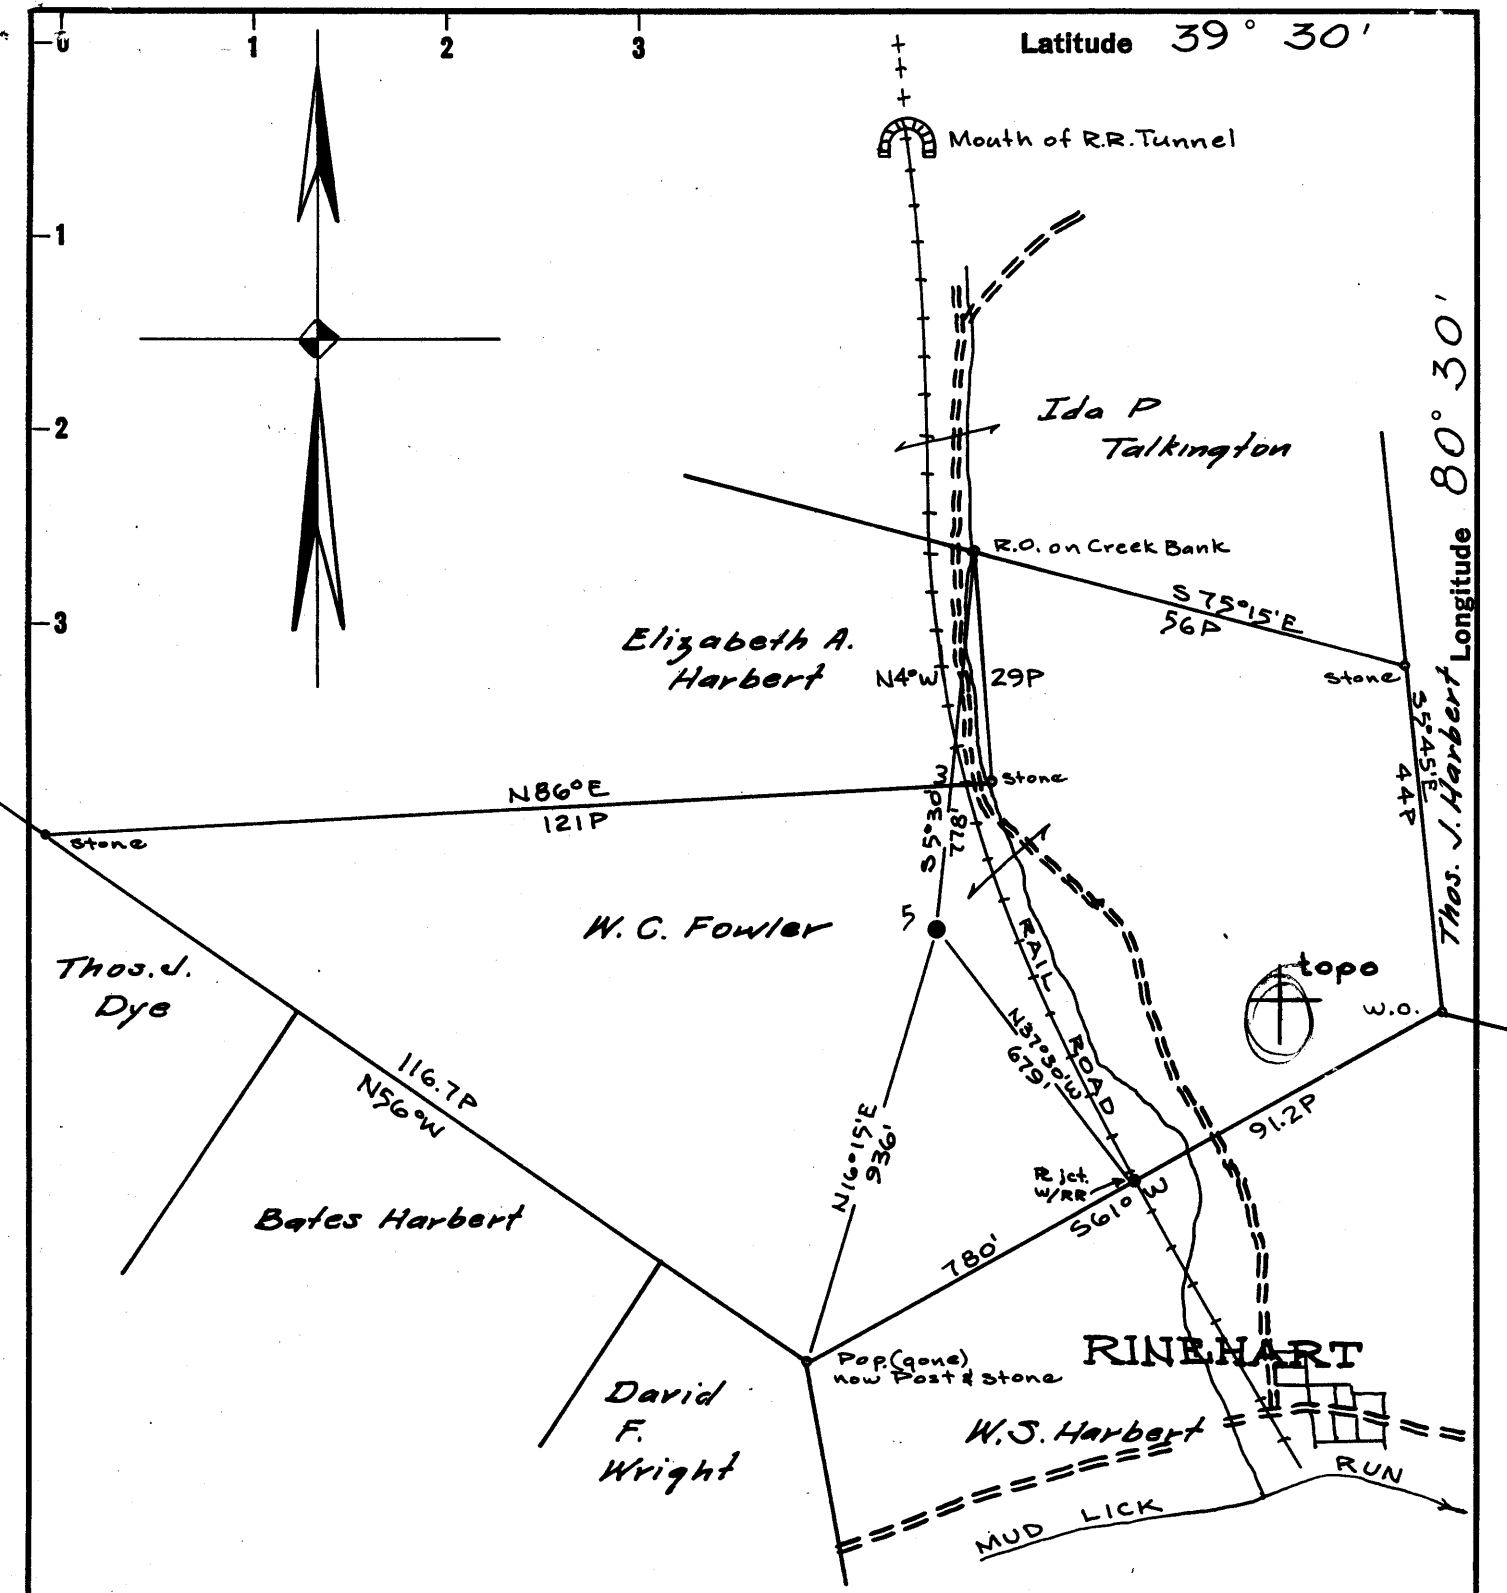 0 1 2 3 Latitude 39° 30'
Mouth of R.R. Tunnel
1
2
3
Longitude 80° 30'
Ida P
Talkington
R.O. on Creek Bank
S 75° 15' E
56P
Stone
Elizabeth A.
Harbert
N4°W
29P
S5°45'E
44P
Thos. J. Harbert
N86°E
121P
Stone
Stone
S 5° 30' W
778'
5
W. C. Fowler
RAIL ROAD
Thos. J.
Dye
topo
W.O.
N37°30'W
679'
116.7P
N56°W
N16°15'E
936'
91.2P
R jct.
W/RR
3
S61°
780'
Bates Harbert
RINEHART
Pop. (gone)
now Post & Stone
David
F.
Wright
W. S. Harbert
MUD LICK RUN